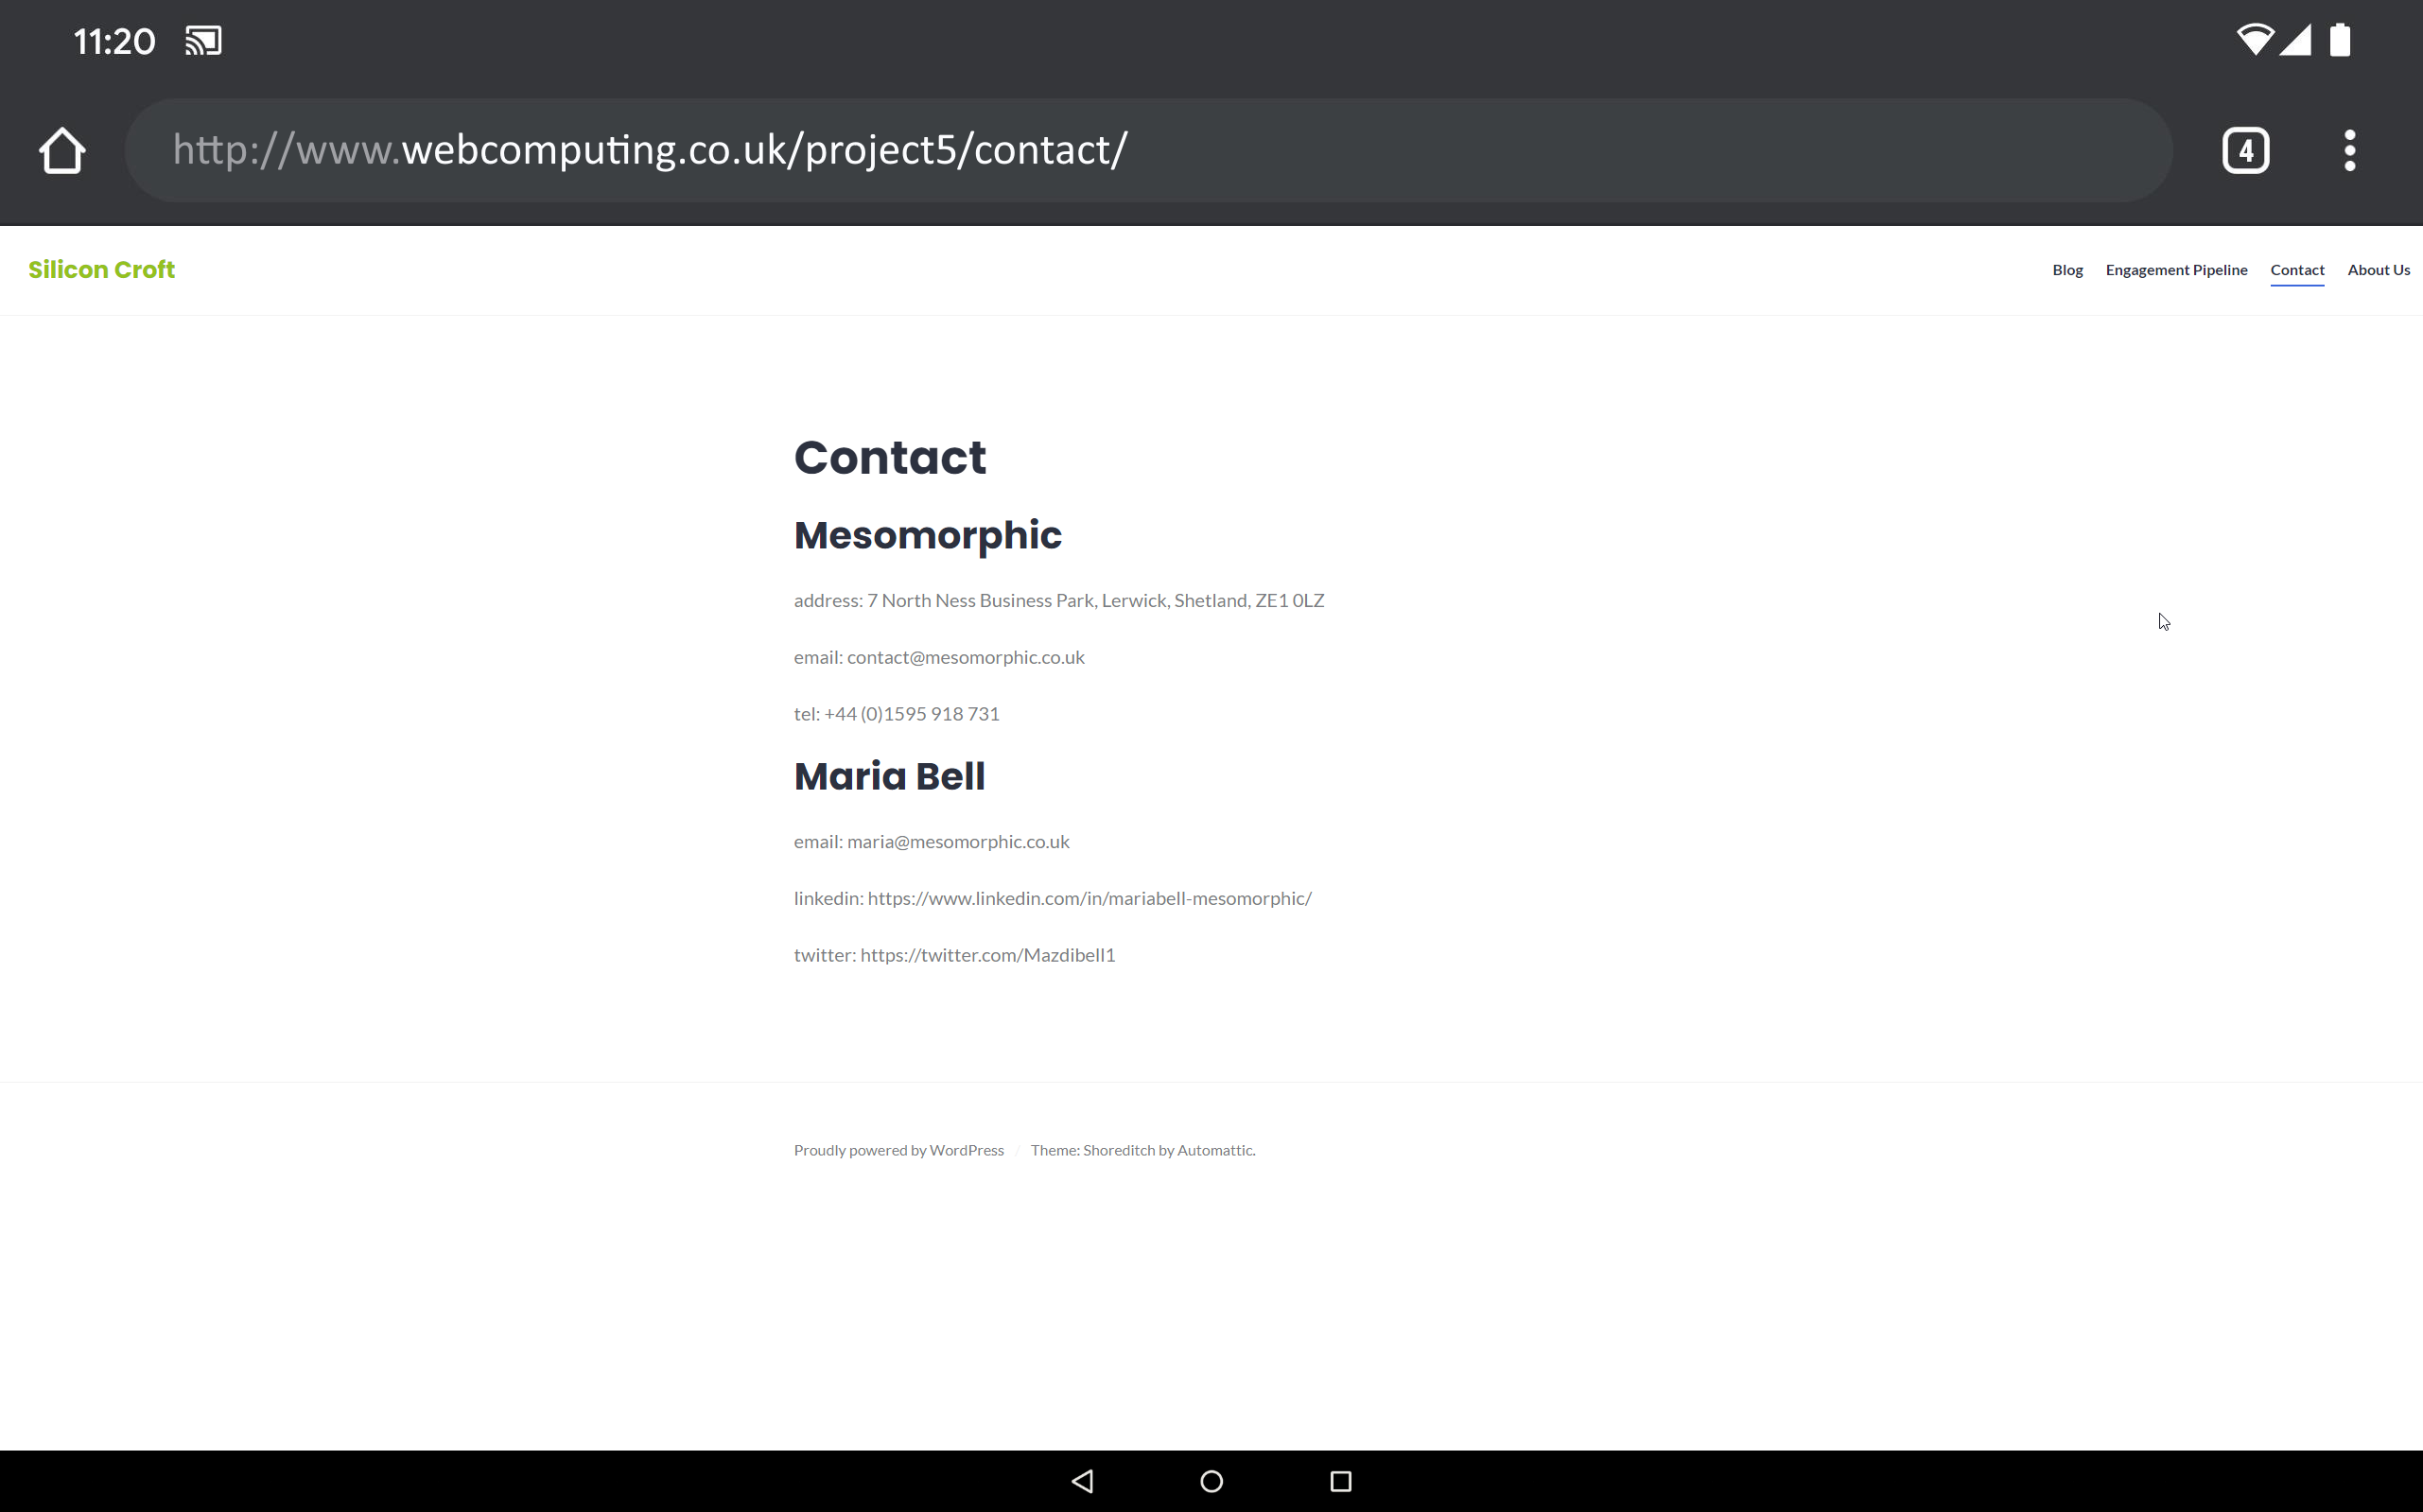 11:20
http://www.webcomputing.co.uk/project5/contact/
4
Silicon Croft
Blog Engagement Pipeline Contact About Us
Contact
Mesomorphic
address: 7 North Ness Business Park, Lerwick, Shetland, ZE1 0LZ
email: contact@mesomorphic.co.uk
tel: +44 (0)1595 918 731
Maria Bell
email: maria@mesomorphic.co.uk
linkedin: https://www.linkedin.com/in/mariabell-mesomorphic/
twitter: https://twitter.com/Mazdibell1
Proudly powered by WordPress / Theme: Shoreditch by Automattic.